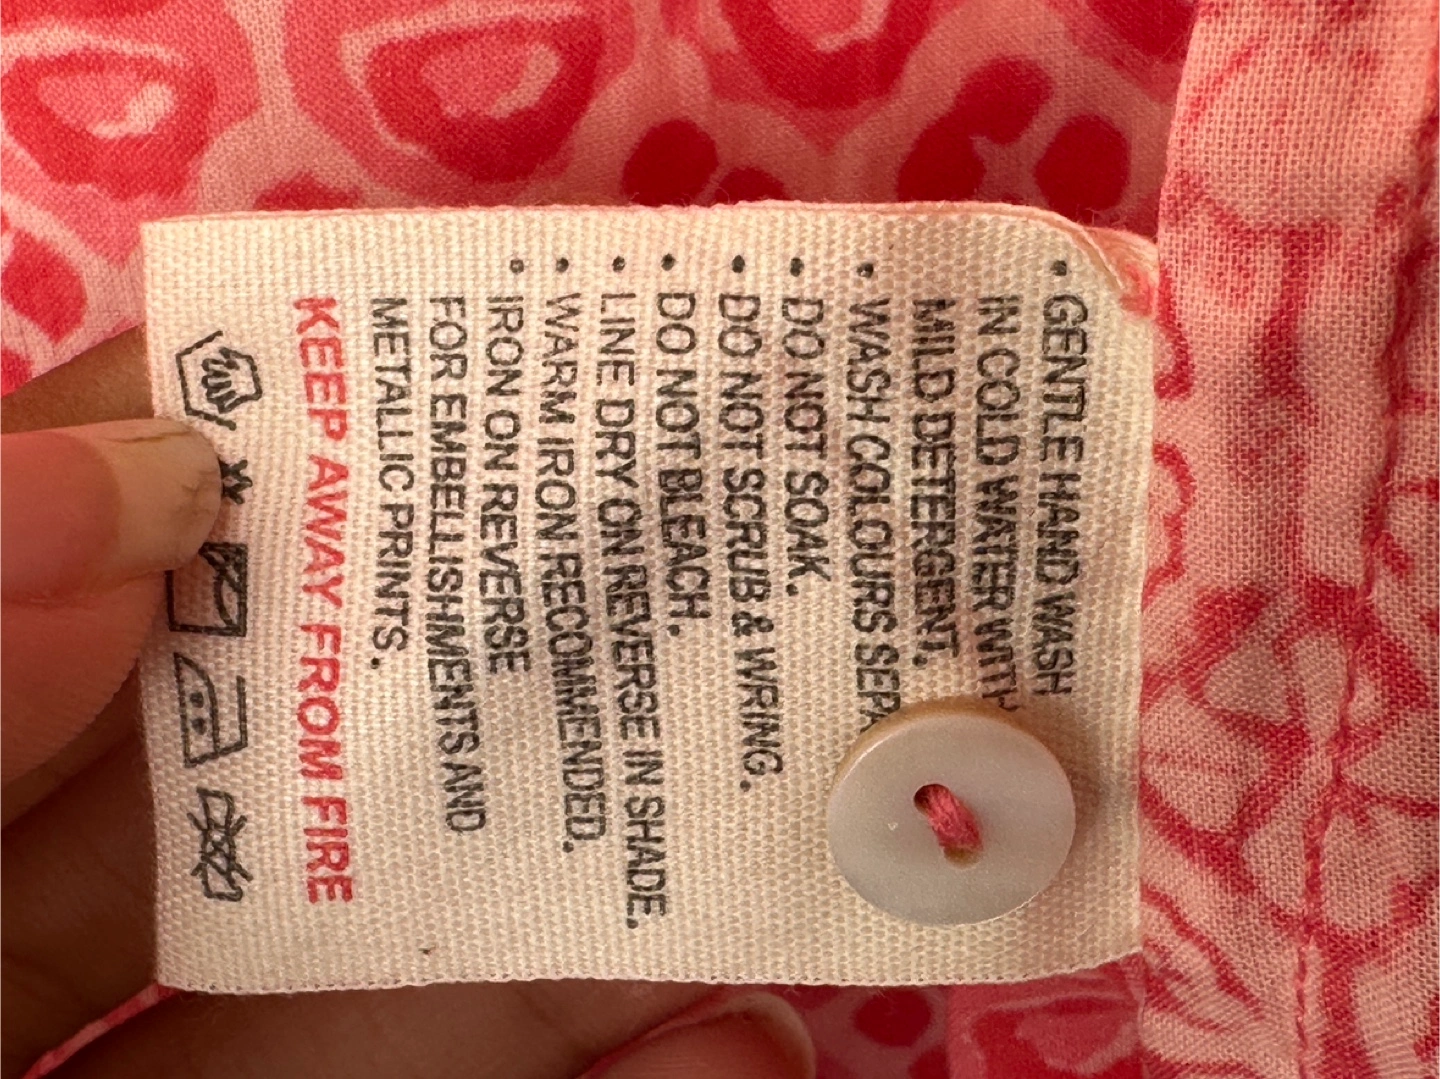 • GENTLE HAND WASH
IN COLD WATER WITH
MILD DETERGENT.
• WASH COLOURS
• DO NOT SOAK.
• DO NOT SCRUB & WRING.
• DO NOT BLEACH.
• LINE DRY ON REVERSE IN SHADE.
• WARM IRON RECOMMENDED.
• IRON ON REVERSE
FOR EMBELLISHMENTS AND
METALLIC PRINTS.
KEEP AWAY FROM FIRE